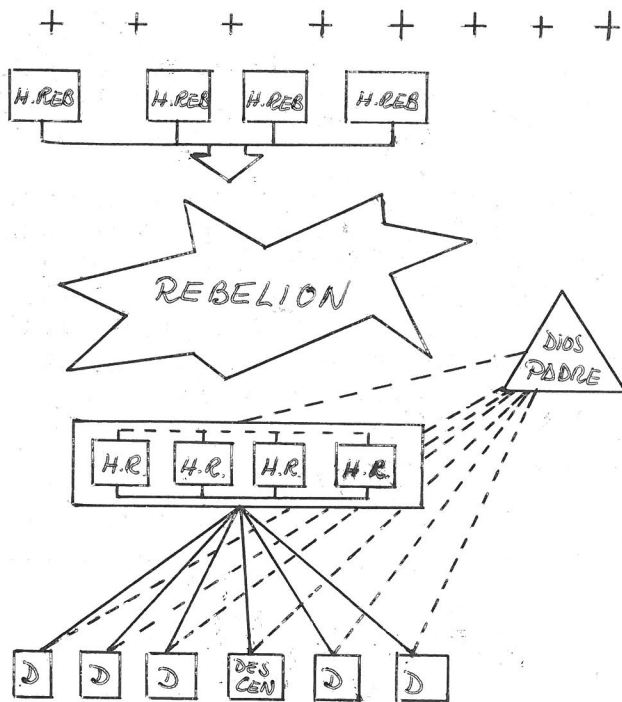 + + + + + + + +
H.REB H.REB H.REB H.REB
REBELION
DIOS
PADRE
H.R. H.R. H.R. H.R.
D D D DES
CEN D D